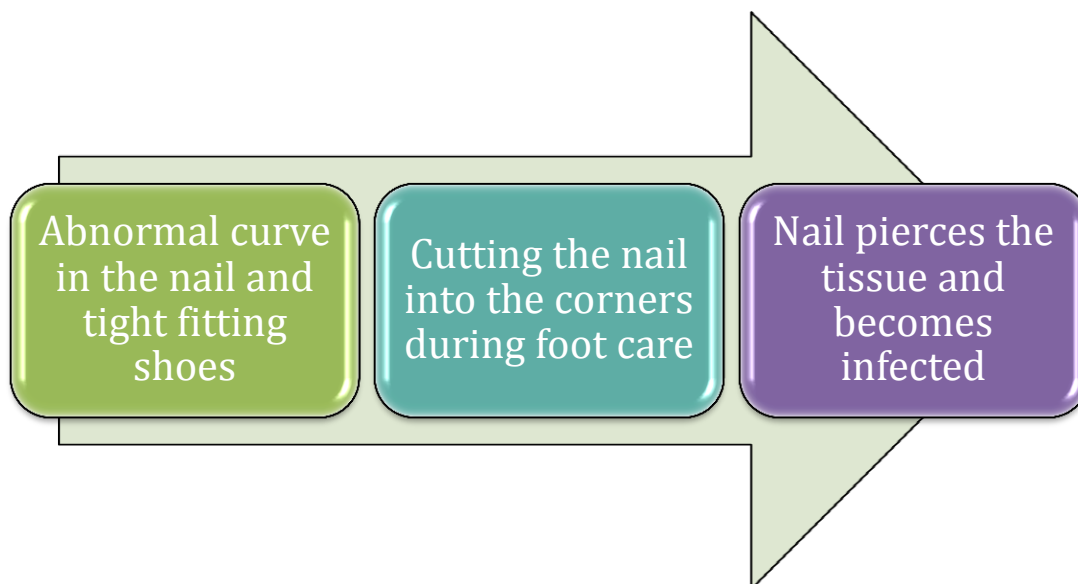 Abnormal curve
in the nail and
tight fitting
shoes
Cutting the nail
into the corners
during foot care
Nail pierces the
tissue and
becomes
infected